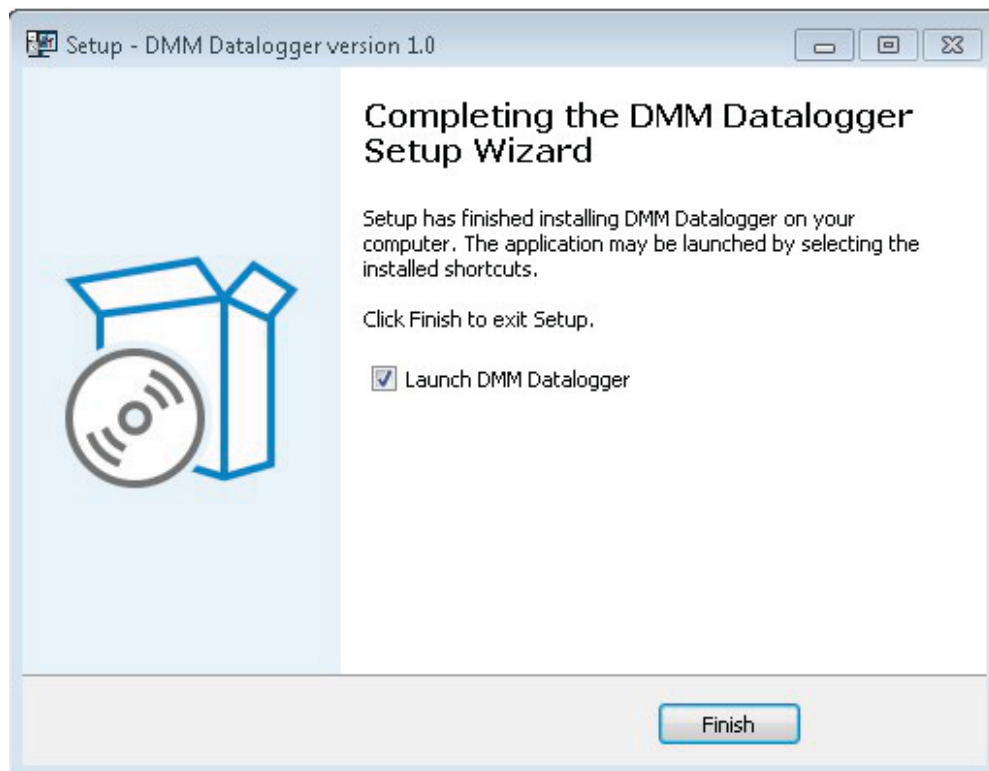 Setup - DMM Datalogger version 1.0
Completing the DMM Datalogger
Setup Wizard
Setup has finished installing DMM Datalogger on your
computer. The application may be launched by selecting the
installed shortcuts.
Click Finish to exit Setup.
Launch DMM Datalogger
Finish